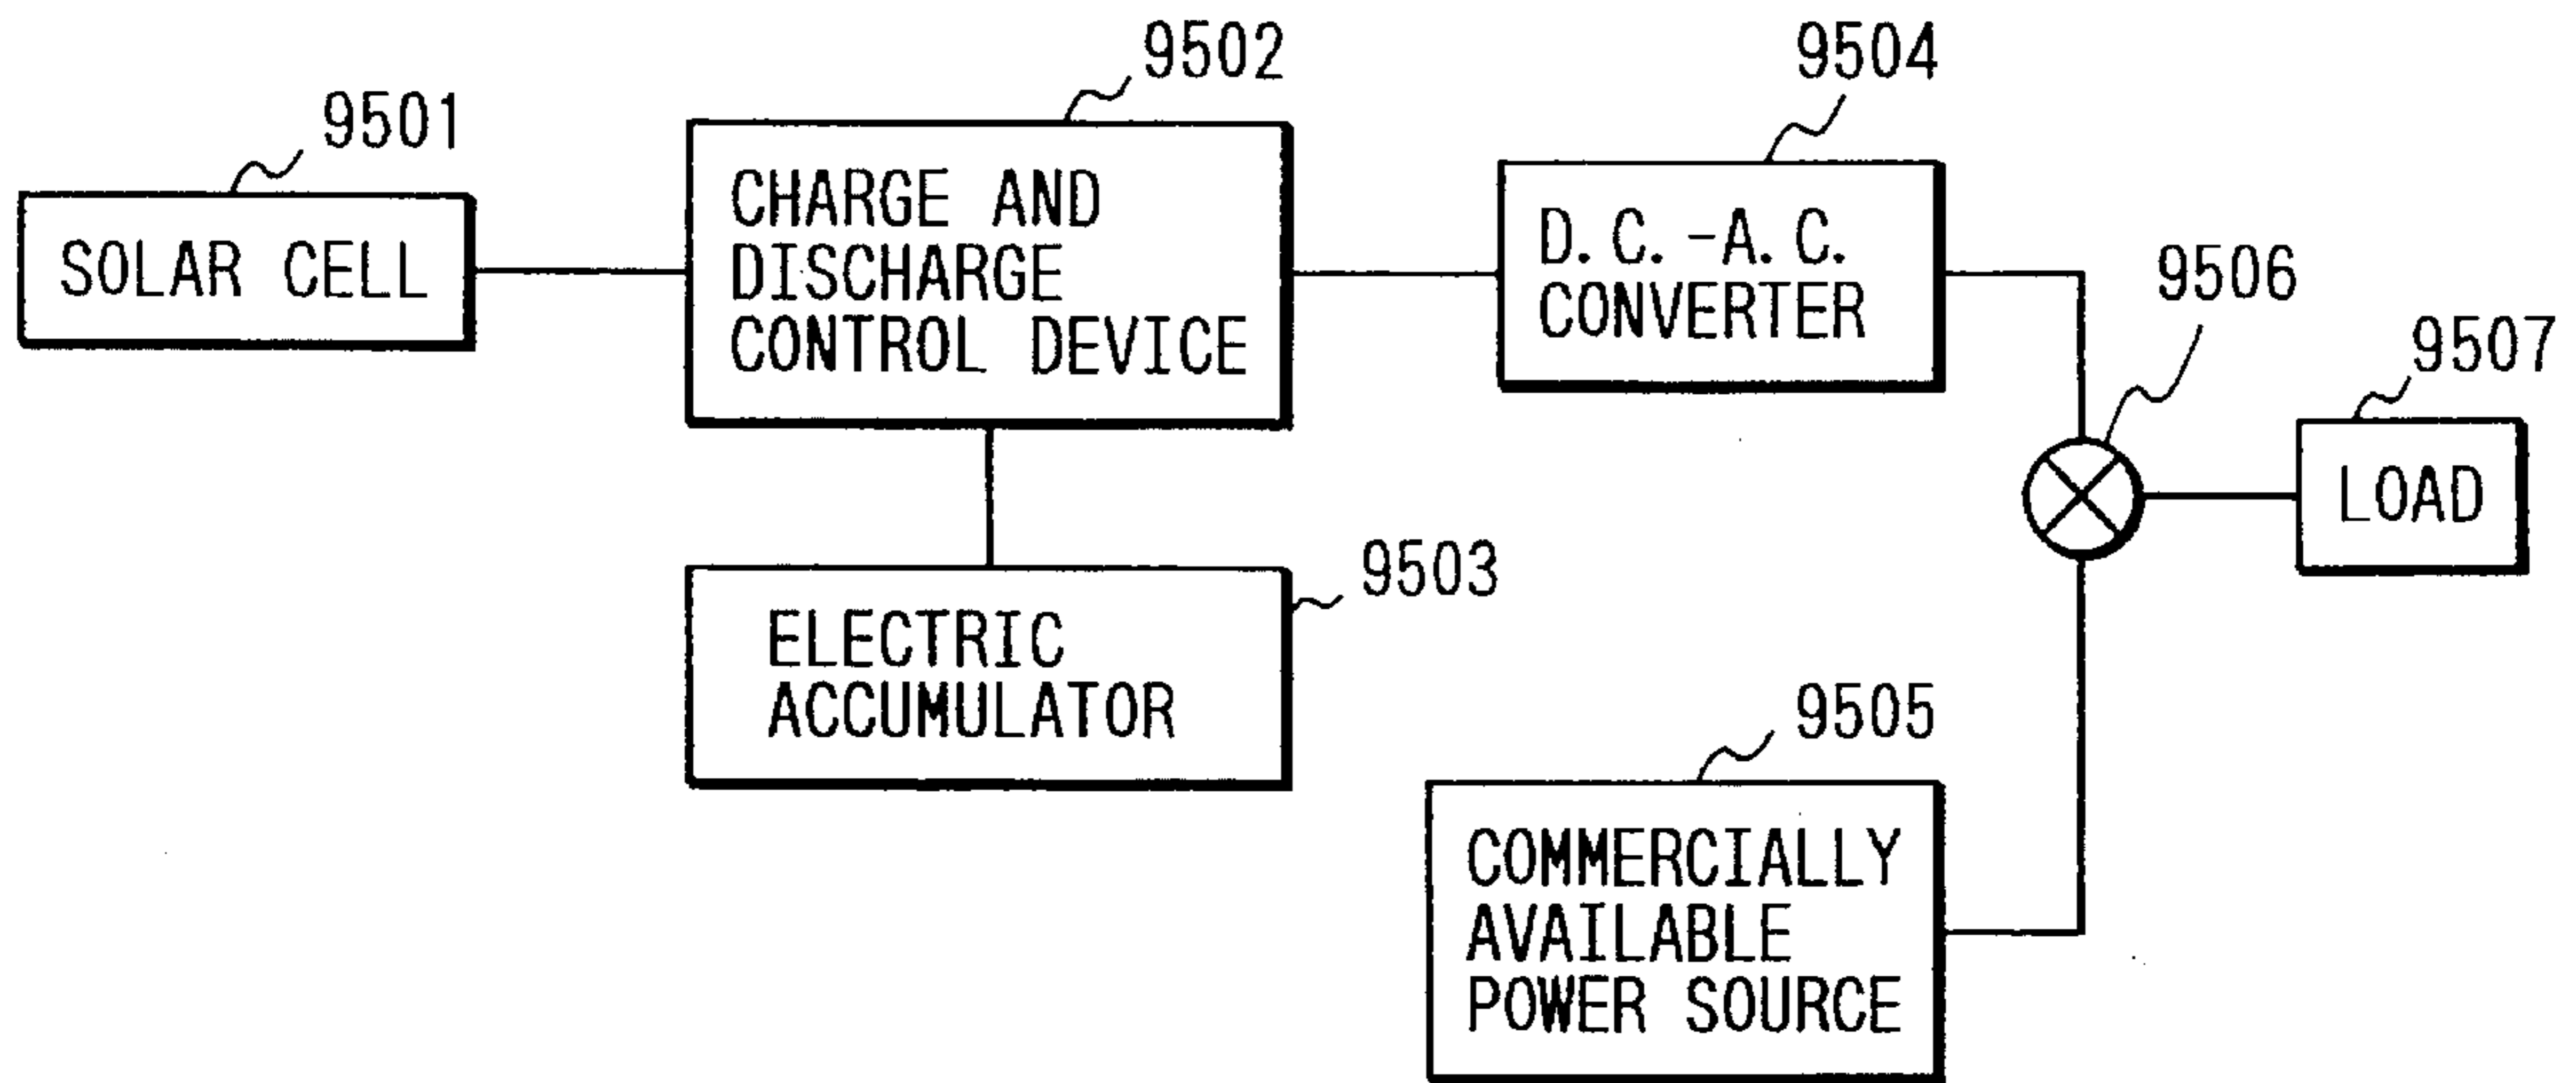 9501
SOLAR CELL
9502
CHARGE AND
DISCHARGE
CONTROL DEVICE
9503
ELECTRIC
ACCUMULATOR
9504
D.C.-A.C.
CONVERTER
9505
COMMERCIALLY
AVAILABLE
POWER SOURCE
9506
9507
LOAD